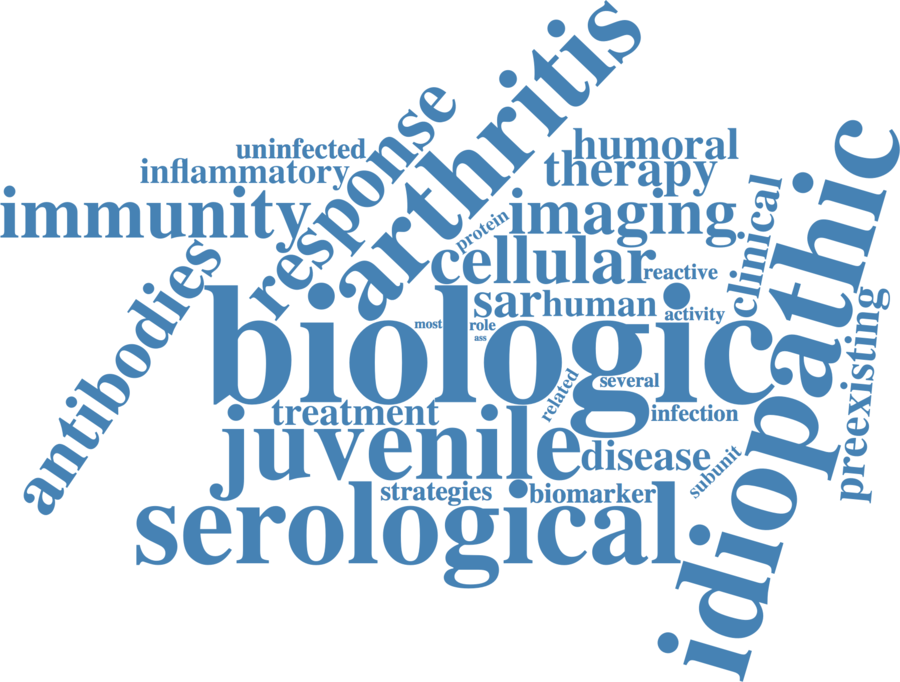 arthritis
response
uninfected
inflammatory
humoral
therapy
immunity
protein
imaging
clinical
idiopathic
antibodies
cellular
reactive
sar
human
activity
biologic
most
role
ass
preexisting
related
several
treatment
infection
juvenile
disease
subunit
strategies
biomarker
serological